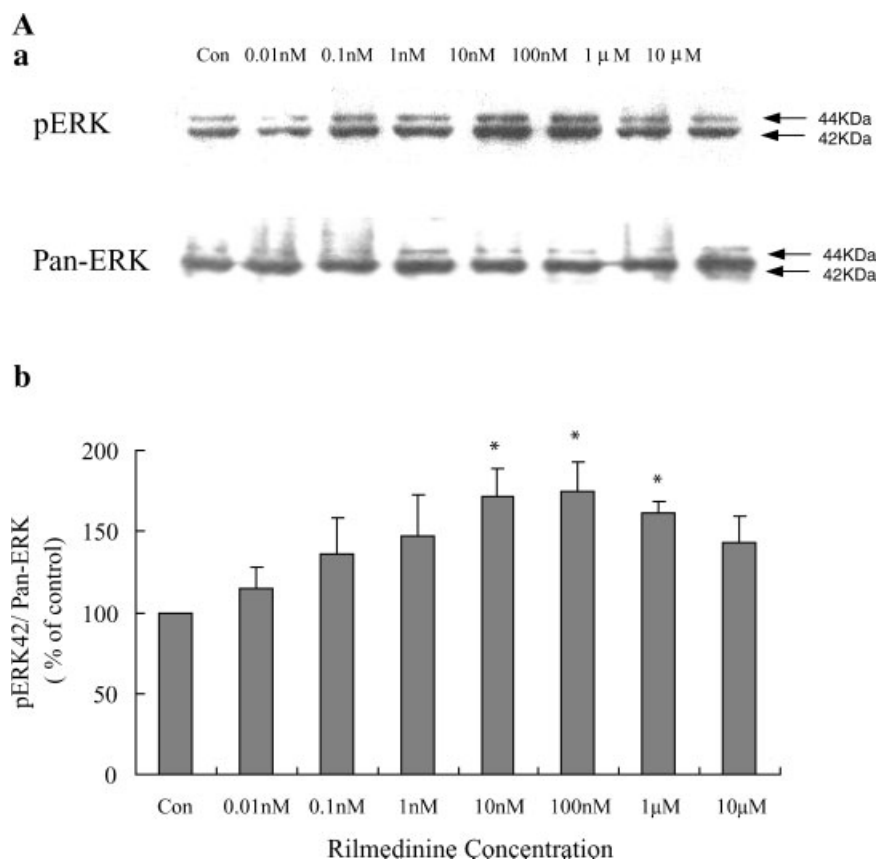 A
a
Con 0.01nM 0.1nM 1nM 10nM 100nM 1 μ M 10 μ M
pERK
44KDa
42KDa
Pan-ERK
44KDa
42KDa
b
pERK42/ Pan-ERK
( % of control)
200
150
100
50
0
* * *
Con 0.01nM 0.1nM 1nM 10nM 100nM 1μM 10μM
Rilmedinine Concentration